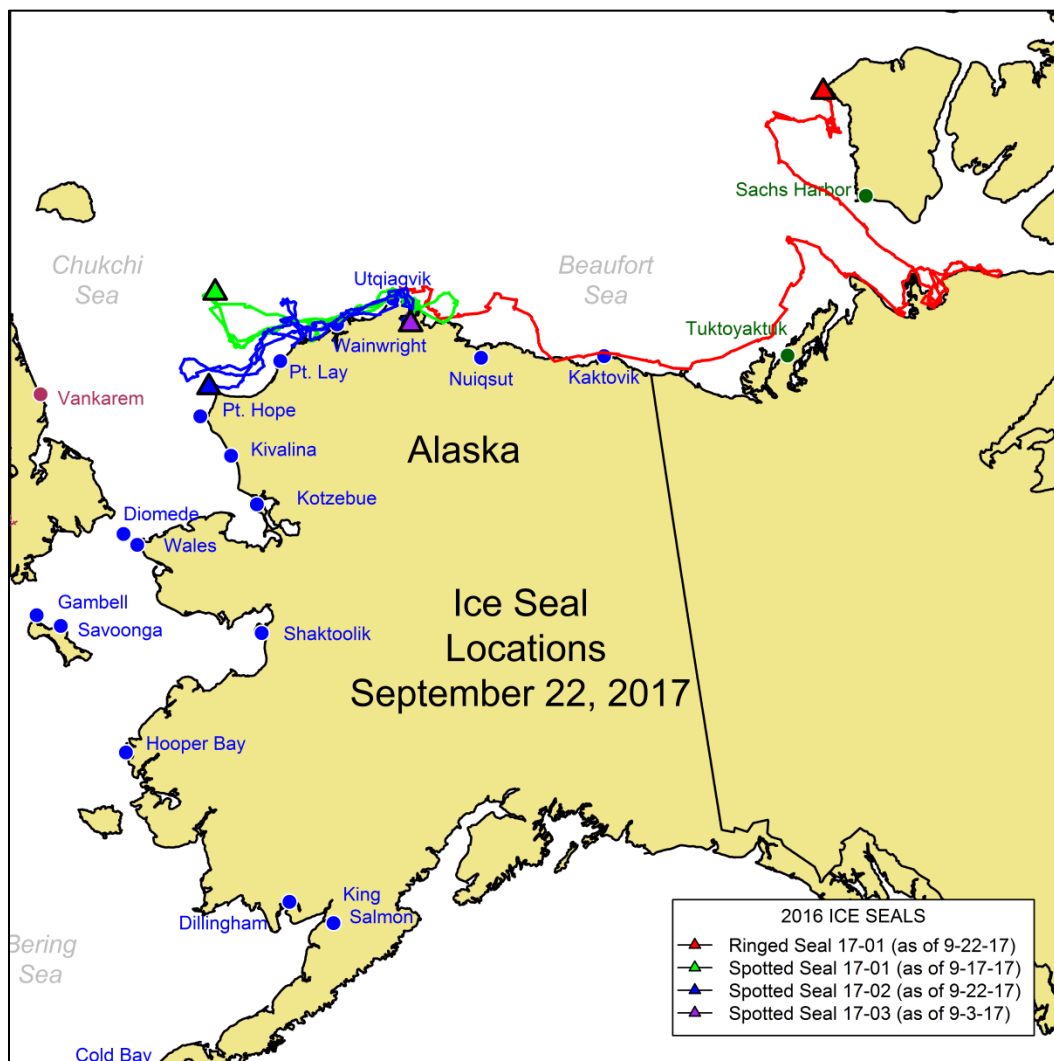 Sachs Harbor
Chukchi
Sea
Beaufort
Sea
Utqiagvik
Wainwright
Tuktoyaktuk
Pt. Lay
Nuiqsut
Kaktovik
Vankarem
Pt. Hope
Alaska
Kivalina
Kotzebue
Diomede
Wales
Ice Seal
Locations
September 22, 2017
Gambell
Savoonga
Shaktoolik
Hooper Bay
King
Salmon
Dillingham
Bering
Sea
2016 ICE SEALS
Ringed Seal 17-01 (as of 9-22-17)
Spotted Seal 17-01 (as of 9-17-17)
Spotted Seal 17-02 (as of 9-22-17)
Spotted Seal 17-03 (as of 9-3-17)
Cold Bay